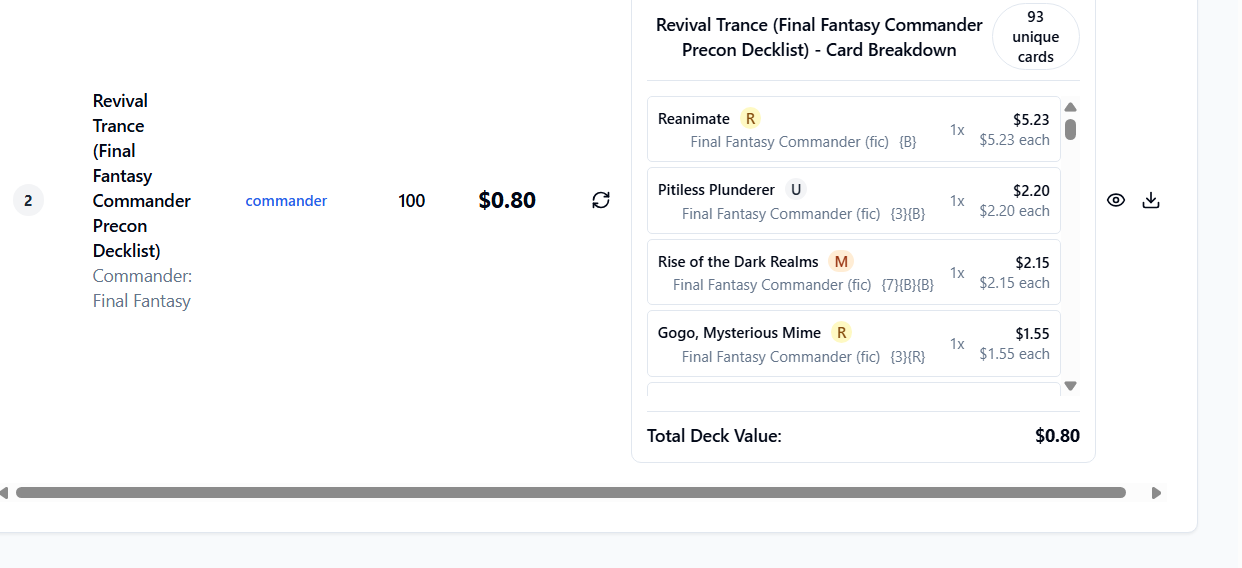 Revival Trance (Final Fantasy Commander
Precon Decklist) - Card Breakdown
93
unique
cards
2
Revival
Trance
(Final
Fantasy
Commander
Precon
Decklist)
Commander:
Final Fantasy
commander
100
$0.80
Reanimate R
Final Fantasy Commander (fic) {B}
1x
$5.23
$5.23 each
Pitiless Plunderer U
Final Fantasy Commander (fic) {3}{B}
1x
$2.20
$2.20 each
Rise of the Dark Realms M
Final Fantasy Commander (fic) {7}{B}{B}
1x
$2.15
$2.15 each
Gogo, Mysterious Mime R
Final Fantasy Commander (fic) {3}{R}
1x
$1.55
$1.55 each
Total Deck Value: $0.80